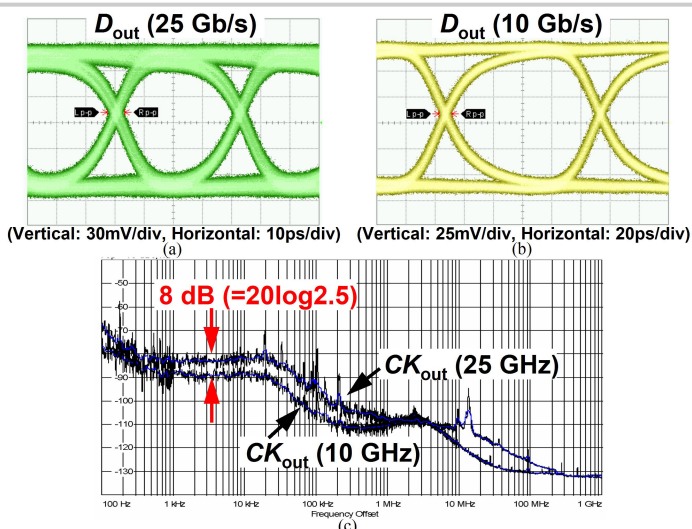 Dout (25 Gb/s)
Dout (10 Gb/s)
L p-p
R p-p
L p-p
R p-p
(Vertical: 30mV/div, Horizontal: 10ps/div)
(Vertical: 25mV/div, Horizontal: 20ps/div)
(a)
(b)
-50
8 dB (=20log2.5)
-70
-80
CKout (25 GHz)
-90
-100
-110
CKout (10 GHz)
-120
-130
100 Hz 1 kHz 10 kHz 100 kHz 1 MHz 10 MHz 100 MHz 1 GHz
Frequency Offset
(c)